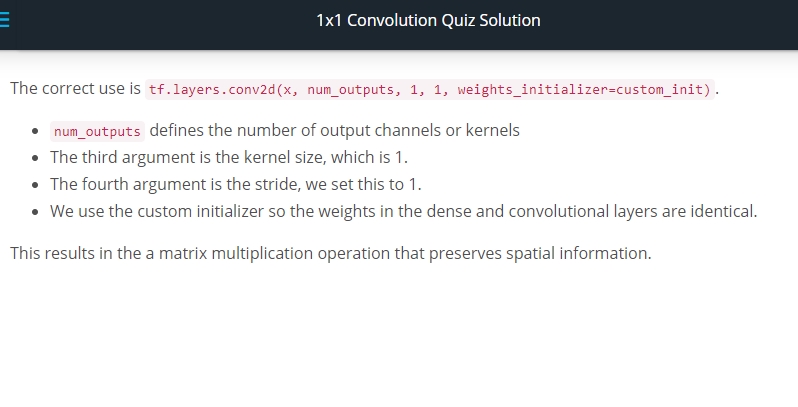 1x1 Convolution Quiz Solution
The correct use is tf.layers.conv2d(x, num_outputs, 1, 1, weights_initializer=custom_init).
• num_outputs defines the number of output channels or kernels
• The third argument is the kernel size, which is 1.
• The fourth argument is the stride, we set this to 1.
• We use the custom initializer so the weights in the dense and convolutional layers are identical.
This results in the a matrix multiplication operation that preserves spatial information.